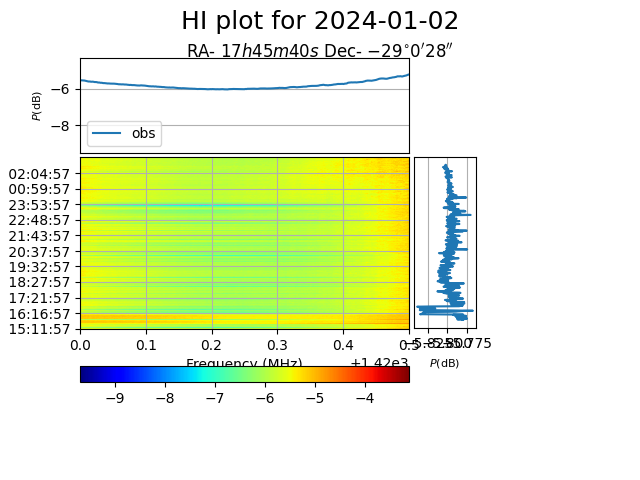 HI plot for 2024-01-02
RA- 17h45m40s Dec- −29°0′28″
P(dB)
−6
−8
obs
02:04:57
00:59:57
23:53:57
22:48:57
21:43:57
20:37:57
19:32:57
18:27:57
17:21:57
16:16:57
15:11:57
0.0 0.1 0.2 0.3 0.4 0.5
Frequency (MHz) +1.42e3
P(dB)
−9 −8 −7 −6 −5 −4